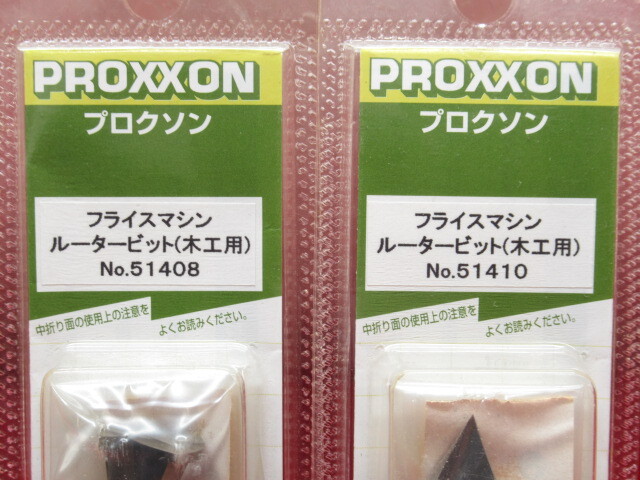 PROXXON
プロクソン
フライスマシン
ルータービット(木工用)
No.51408
中折り面の使用上の注意を
よくお読みください。
PROXXON
プロクソン
フライスマシン
ルータービット(木工用)
No.51410
中折り面の使用上の注意を
よくお読みください。